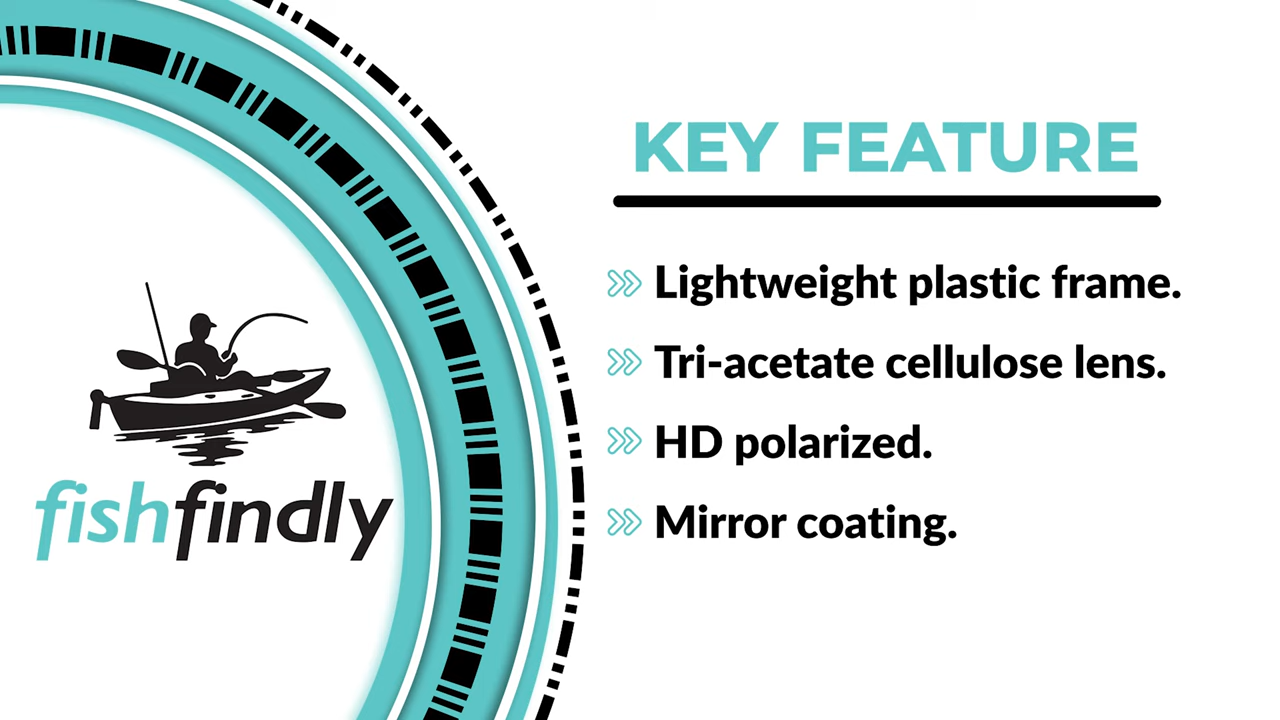 KEY FEATURE
Lightweight plastic frame.
Tri-acetate cellulose lens.
HD polarized.
Mirror coating.
fishfindly